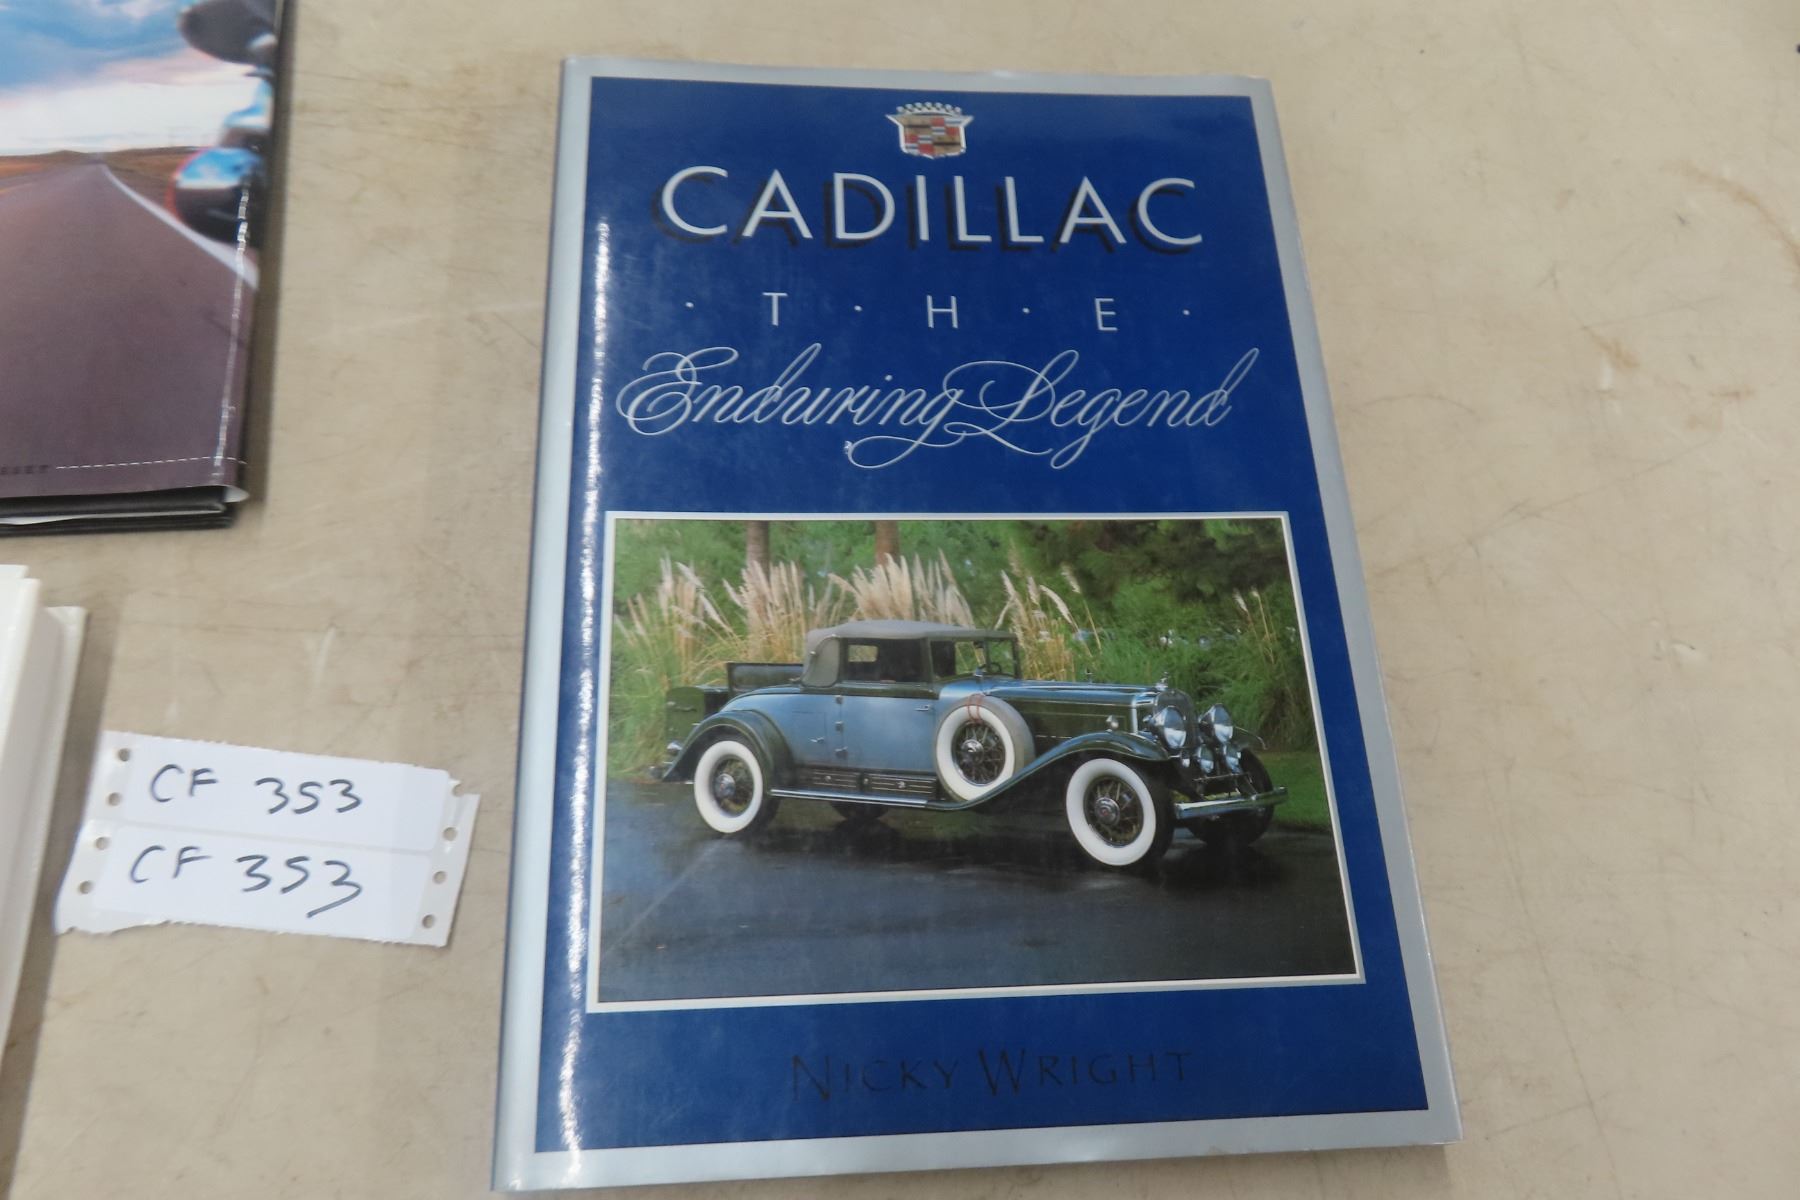 CADILLAC
· T · H · E ·
Enduring Legend
NICKY WRIGHT
CF 353
CF 353